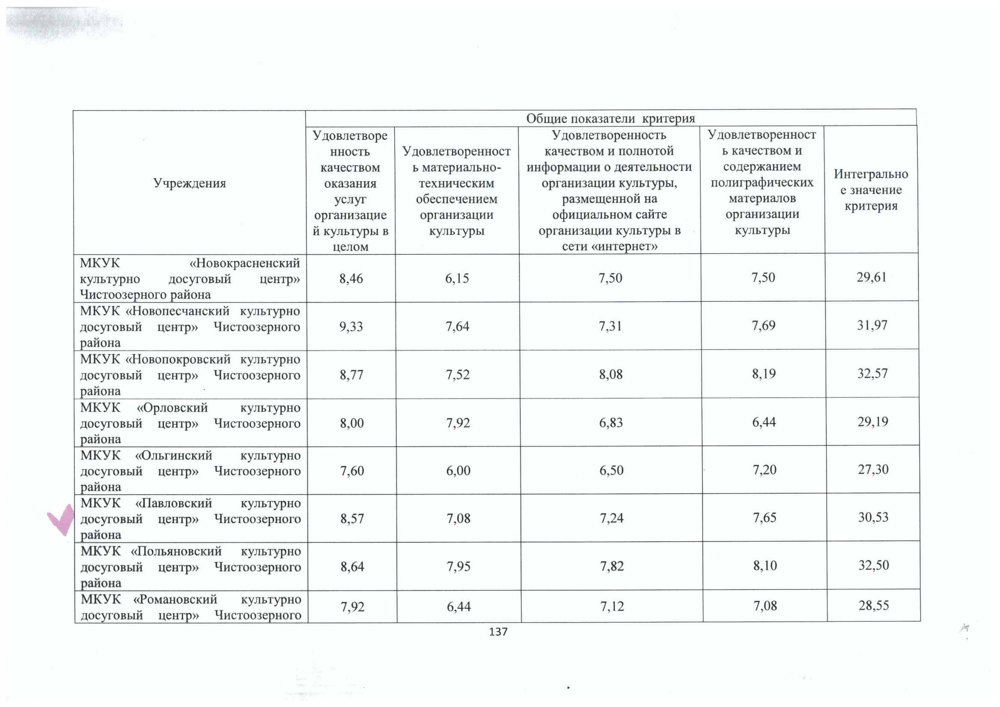 Общие показатели критерия
Учреждения
Удовлетворе
нность
качеством
оказания
услуг
организацие
й культуры в
целом
Удовлетворенност
ь материально-
техническим
обеспечением
организации
культуры
Удовлетворенность
качеством и полнотой
информации о деятельности
организации культуры,
размещенной на
официальном сайте
организации культуры в
сети «интернет»
Удовлетворенност
ь качеством и
содержанием
полиграфических
материалов
организации
культуры
Интегрально
е значение
критерия
МКУК «Новокрасненский
культурно досуговый центр»
Чистоозерного района
8,46 6,15 7,50 7,50 29,61
МКУК «Новопесчанский культурно
досуговый центр» Чистоозерного
района
9,33 7,64 7,31 7,69 31,97
МКУК «Новопокровский культурно
досуговый центр» Чистоозерного
района
8,77 7,52 8,08 8,19 32,57
МКУК «Орловский культурно
досуговый центр» Чистоозерного
района
8,00 7,92 6,83 6,44 29,19
МКУК «Ольгинский культурно
досуговый центр» Чистоозерного
района
7,60 6,00 6,50 7,20 27,30
МКУК «Павловский культурно
досуговый центр» Чистоозерного
района
8,57 7,08 7,24 7,65 30,53
МКУК «Польяновский культурно
досуговый центр» Чистоозерного
района
8,64 7,95 7,82 8,10 32,50
МКУК «Романовский культурно
досуговый центр» Чистоозерного
7,92 6,44 7,12 7,08 28,55
137